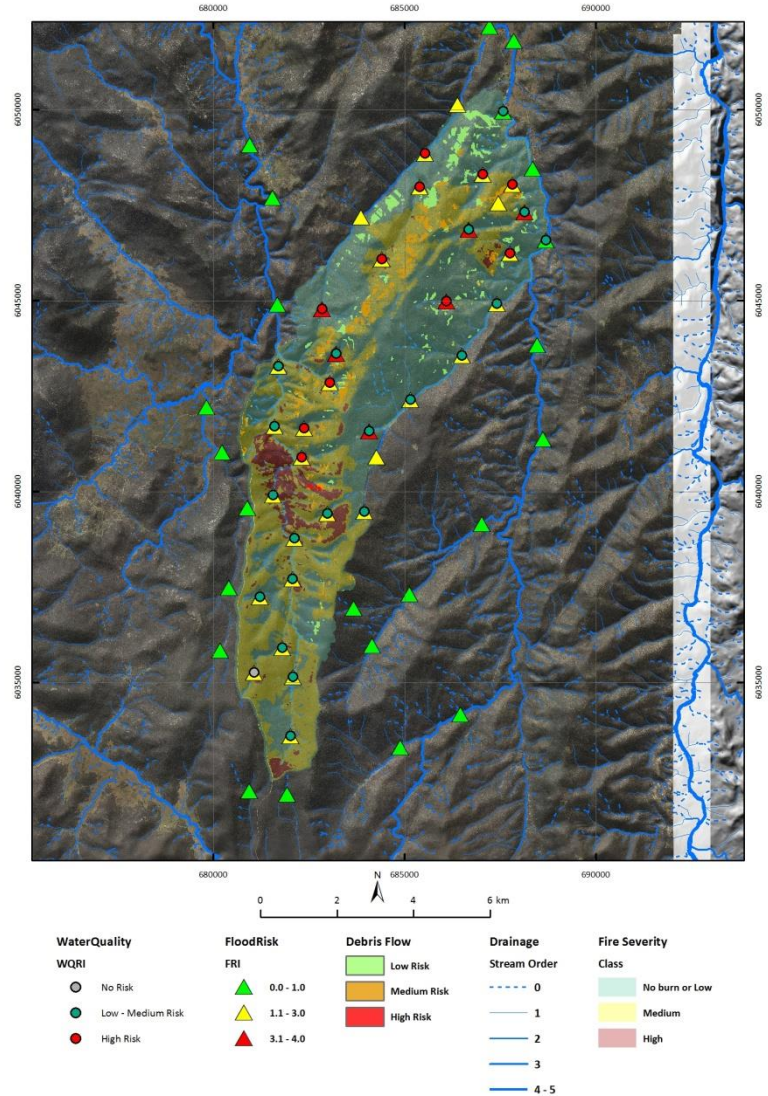 680000 685000 690000
6050000 6050000
6045000 6045000
6040000 6040000
6035000 6035000
680000 685000 690000
N
0 2 4 6 km
WaterQuality
WQRI
No Risk
Low - Medium Risk
High Risk
FloodRisk
FRI
0.0 - 1.0
1.1 - 3.0
3.1 - 4.0
Debris Flow
Low Risk
Medium Risk
High Risk
Drainage
Stream Order
0
1
2
3
4 - 5
Fire Severity
Class
No burn or Low
Medium
High